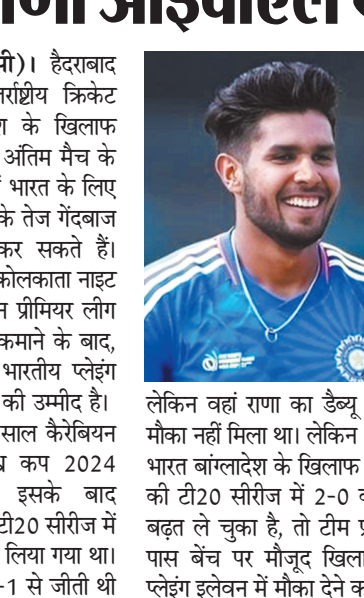 आईपीएल
पी)। हैदराबाद
क्रिकेट
के खिलाफ
अंतिम मैच के
भारत के लिए
के तेज गेंदबाज
कर सकते हैं।
कोलकाता नाइट
प्रीमियर लीग
कमाने के बाद,
भारतीय प्लेइंग
की उम्मीद है।
साल कैरेबियन
कप 2024
इसके बाद
टी20 सीरीज में
लिया गया था।
-1 से जीती थी
लेकिन वहां राणा का डेब्यू
मौका नहीं मिला था। लेकिन
भारत बांग्लादेश के खिलाफ
की टी20 सीरीज में 2-0 व
बढ़त ले चुका है, तो टीम
पास बेंच पर मौजूद खिला
प्लेइंग इलेवन में मौका देने क